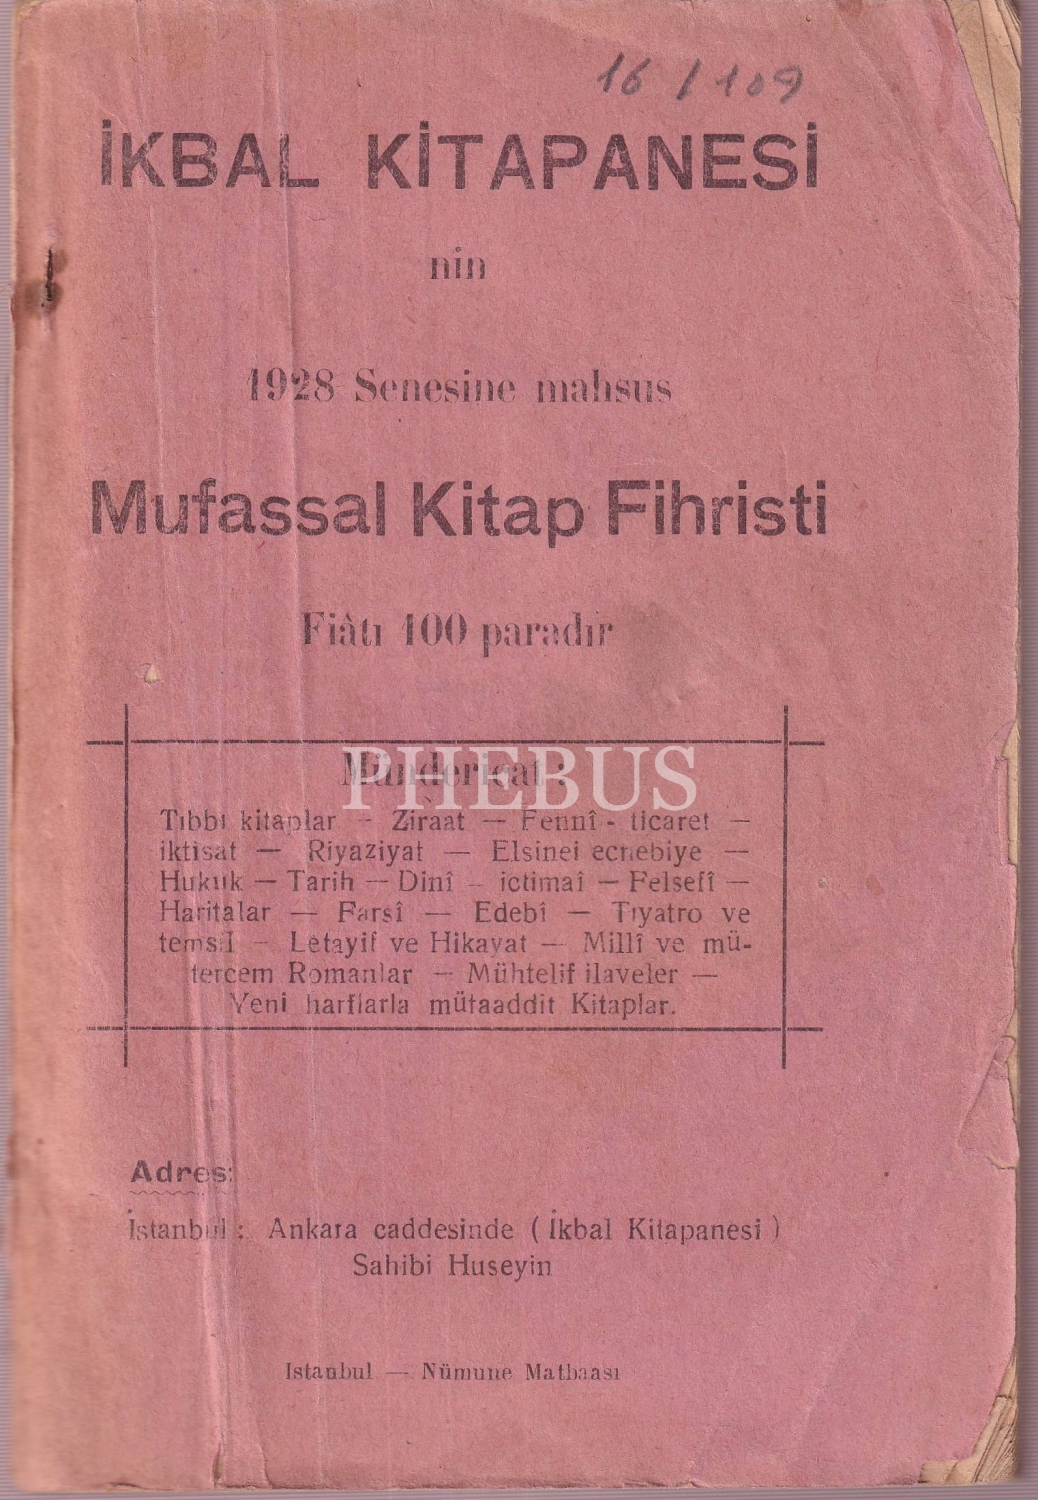 16 / 109
İKBAL KİTAPANESİ
nin
1928 Senesine mahsus
Mufassal Kitap Fihristi
Fiâtı 100 paradır
Mündericat :
PHEBUS
Tıbbi kitaplar — Ziraat — Fennî - ticaret —
iktisat — Riyaziyat — Elsinei ecnebiye —
Hukuk — Tarih — Dinî — ictimaî — Felsefî —
Haritalar — Farsî — Edebî — Tıyatro ve
temsil — Letayif ve Hikayat — Millî ve mü-
tercem Romanlar — Mühtelif ilaveler —
Yeni harflarla mütaaddit Kitaplar.
Adres:
İstanbul : Ankara caddesinde ( İkbal Kitapanesi )
Sahibi Huseyin
Istanbul — Nümune Matbaası